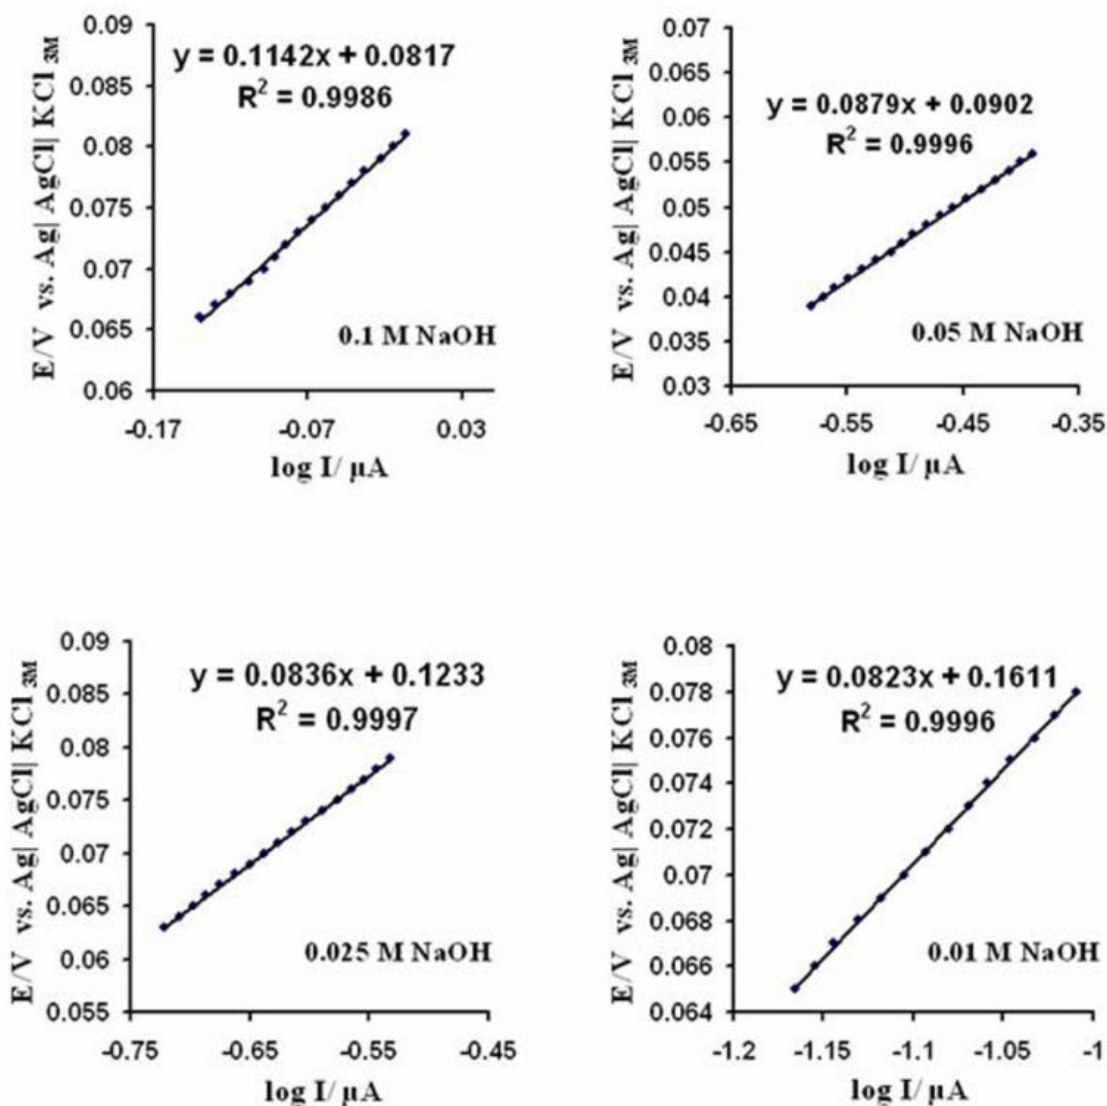 E/V vs. Ag| AgCl| KCl 3M
0.09
0.085
0.08
0.075
0.07
0.065
0.06
y = 0.1142x + 0.0817
R² = 0.9986
0.1 M NaOH
-0.17 -0.07 0.03
log I/ µA
E/V vs. Ag| AgCl| KCl 3M
0.07
0.065
0.06
0.055
0.05
0.045
0.04
0.035
0.03
y = 0.0879x + 0.0902
R² = 0.9996
0.05 M NaOH
-0.65 -0.55 -0.45 -0.35
log I/ µA
E/V vs. Ag| AgCl| KCl 3M
0.09
0.085
0.08
0.075
0.07
0.065
0.06
0.055
y = 0.0836x + 0.1233
R² = 0.9997
0.025 M NaOH
-0.75 -0.65 -0.55 -0.45
log I/ µA
E/V vs. Ag| AgCl| KCl 3M
0.08
0.078
0.076
0.074
0.072
0.07
0.068
0.066
0.064
y = 0.0823x + 0.1611
R² = 0.9996
0.01 M NaOH
-1.2 -1.15 -1.1 -1.05 -1
log I/ µA